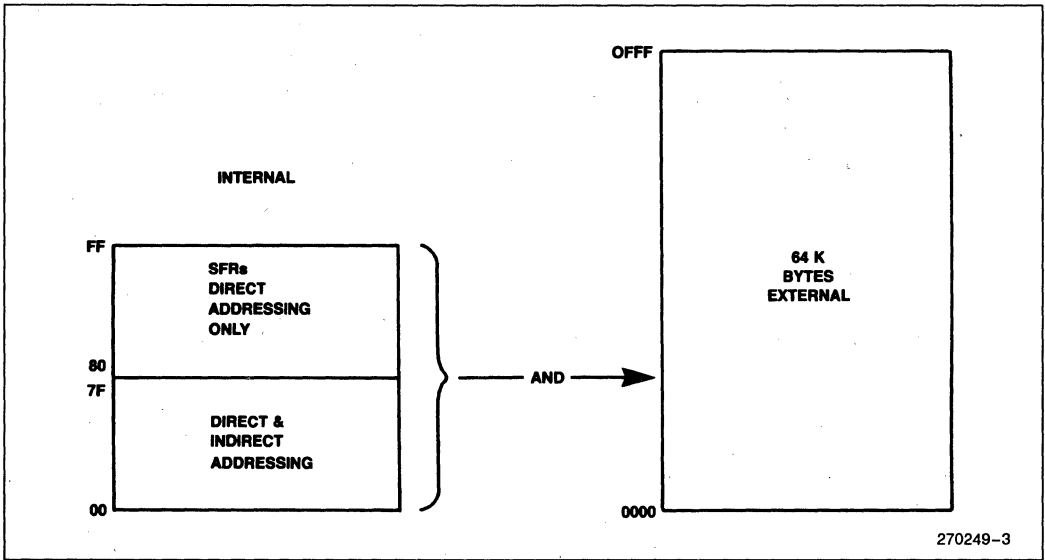 INTERNAL
FF
SFRs
DIRECT
ADDRESSING
ONLY
80
7F
DIRECT &
INDIRECT
ADDRESSING
00
AND
OFFF
64 K
BYTES
EXTERNAL
0000
270249-3